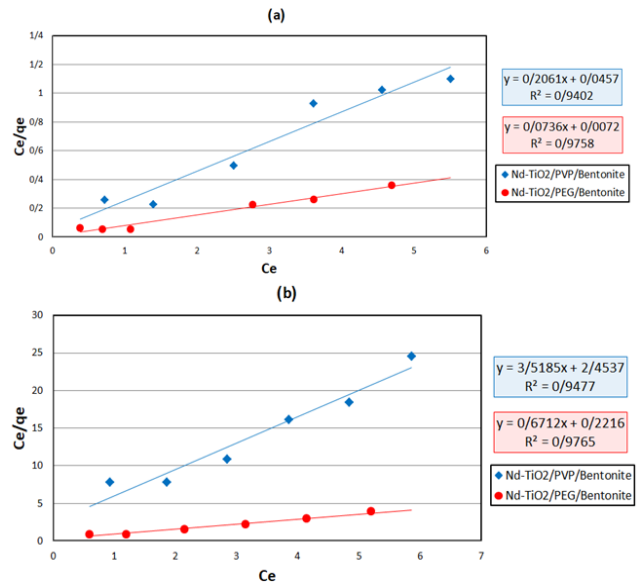 (a)
1/4
1/2
1
0/8
0/6
0/4
0/2
0
Ce/qe
0 1 2 3 4 5 6
Ce
y = 0/2061x + 0/0457
R² = 0/9402
y = 0/0736x + 0/0072
R² = 0/9758
Nd-TiO2/PVP/Bentonite
Nd-TiO2/PEG/Bentonite
(b)
30
25
20
15
10
5
0
Ce/qe
0 1 2 3 4 5 6 7
Ce
y = 3/5185x + 2/4537
R² = 0/9477
y = 0/6712x + 0/2216
R² = 0/9765
Nd-TiO2/PVP/Bentonite
Nd-TiO2/PEG/Bentonite